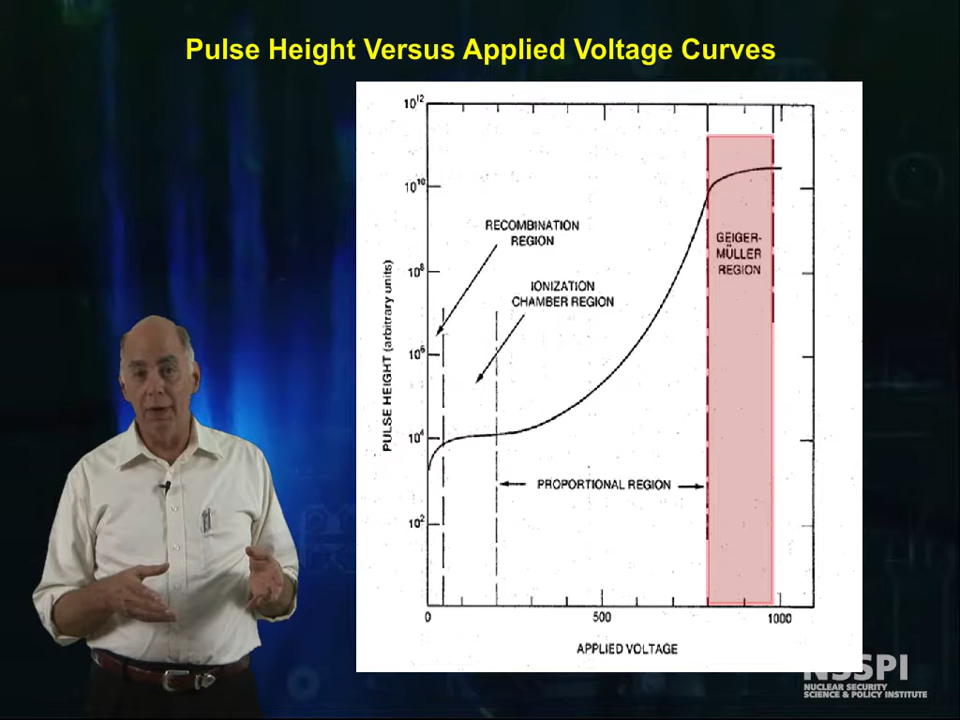 Pulse Height Versus Applied Voltage Curves
10¹²
10¹⁰
10⁸
10⁶
10⁴
10²
PULSE HEIGHT (arbitrary units)
RECOMBINATION
REGION
IONIZATION
CHAMBER REGION
GEIGER-
MÜLLER
REGION
PROPORTIONAL REGION
0
500
1000
APPLIED VOLTAGE
NSSPI
NUCLEAR SECURITY
SCIENCE & POLICY INSTITUTE